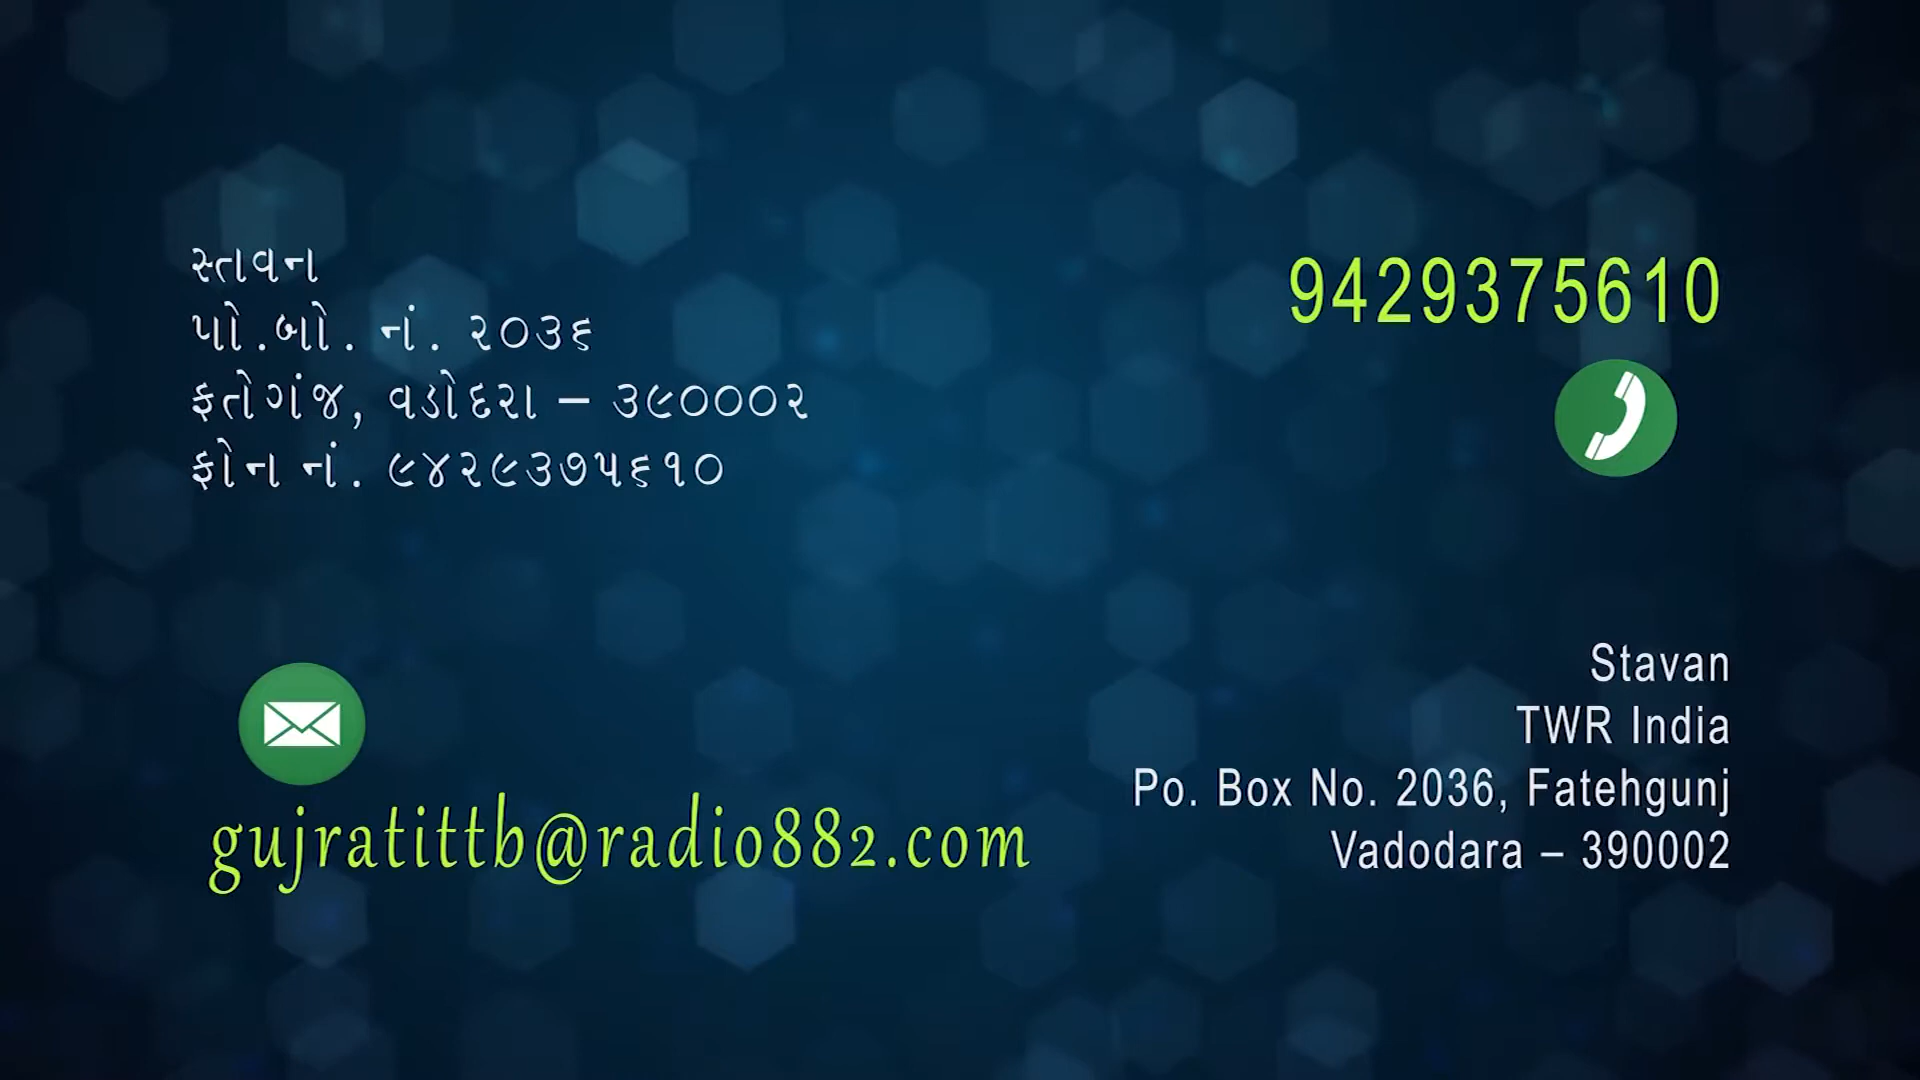 સ્તવન
પો.બો. નં. ૨૦૩૬
ફતેગંજ, વડોદરા – ૩૯૦૦૦૨
ફોન નં. ૯૪૨૯૩૭૫૬૧૦
9429375610
gujratittb@radio882.com
Stavan
TWR India
Po. Box No. 2036, Fatehgunj
Vadodara – 390002